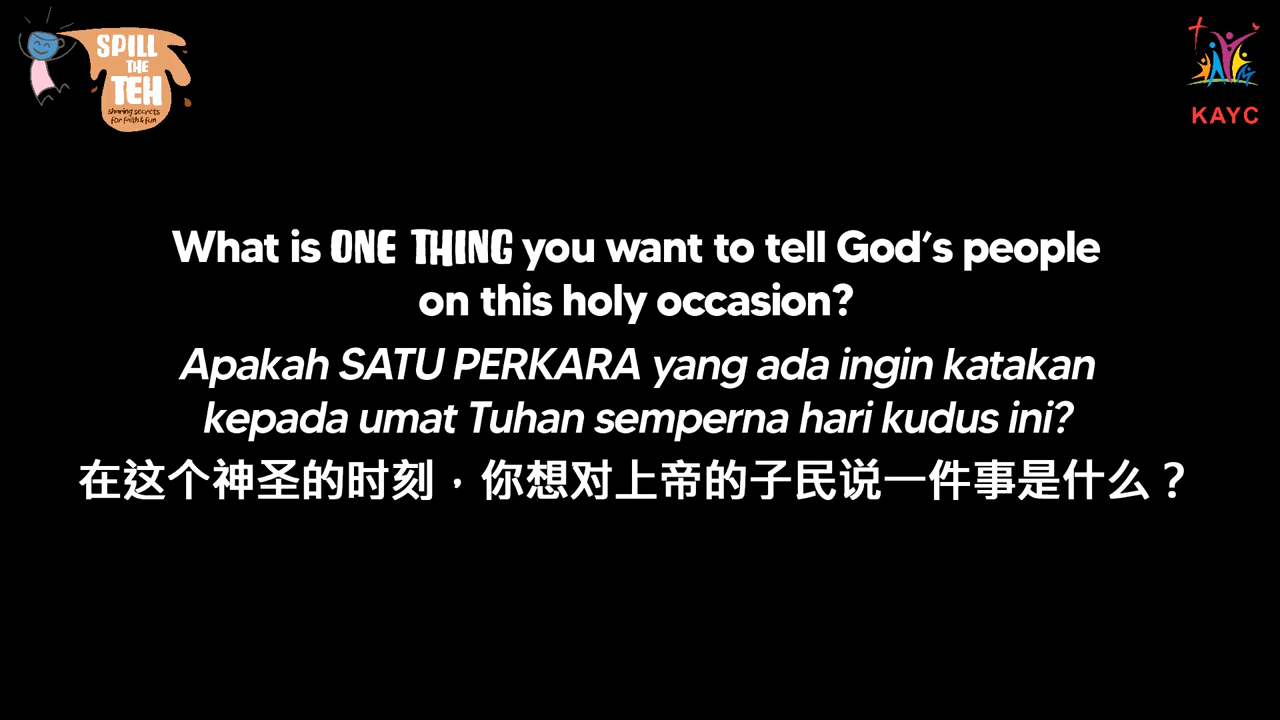 SPILL
THE
TEH
sharing secrets
for faith & fun
KAYC
What is ONE THING you want to tell God's people
on this holy occasion?
Apakah SATU PERKARA yang ada ingin katakan
kepada umat Tuhan semperna hari kudus ini?
在这个神圣的时刻，你想对上帝的子民说一件事是什么？